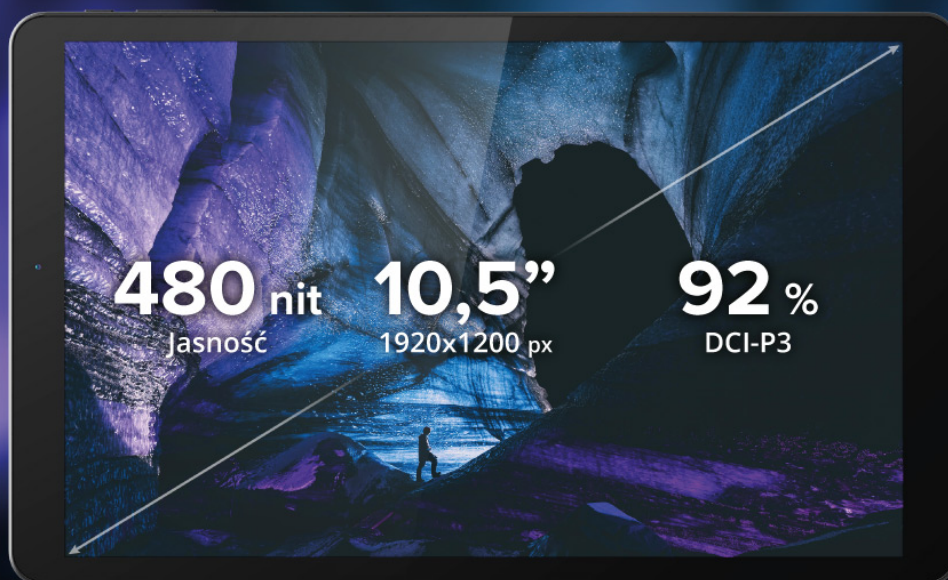 480 nit
Jasność
10,5”
1920x1200 px
92 %
DCI-P3